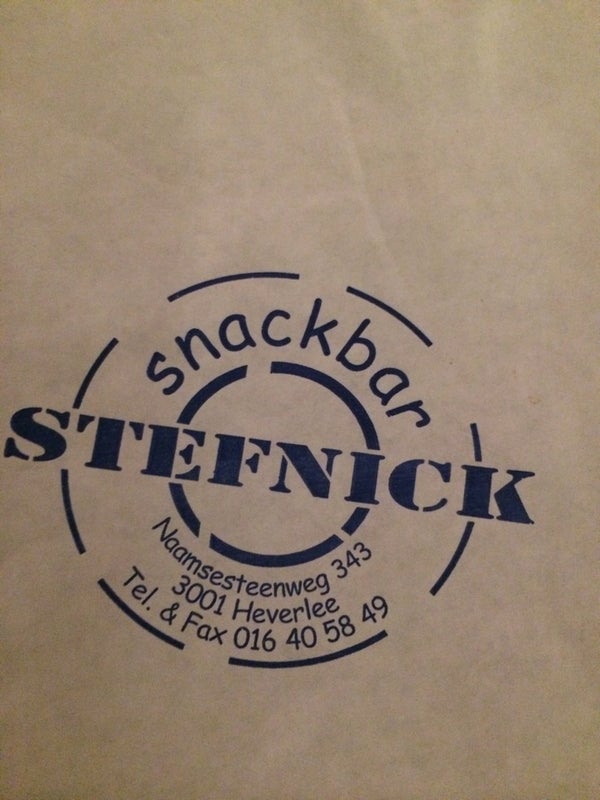 snackbar
STEFNICK
Naamsesteenweg 343
3001 Heverlee
Tel. & Fax 016 40 58 49